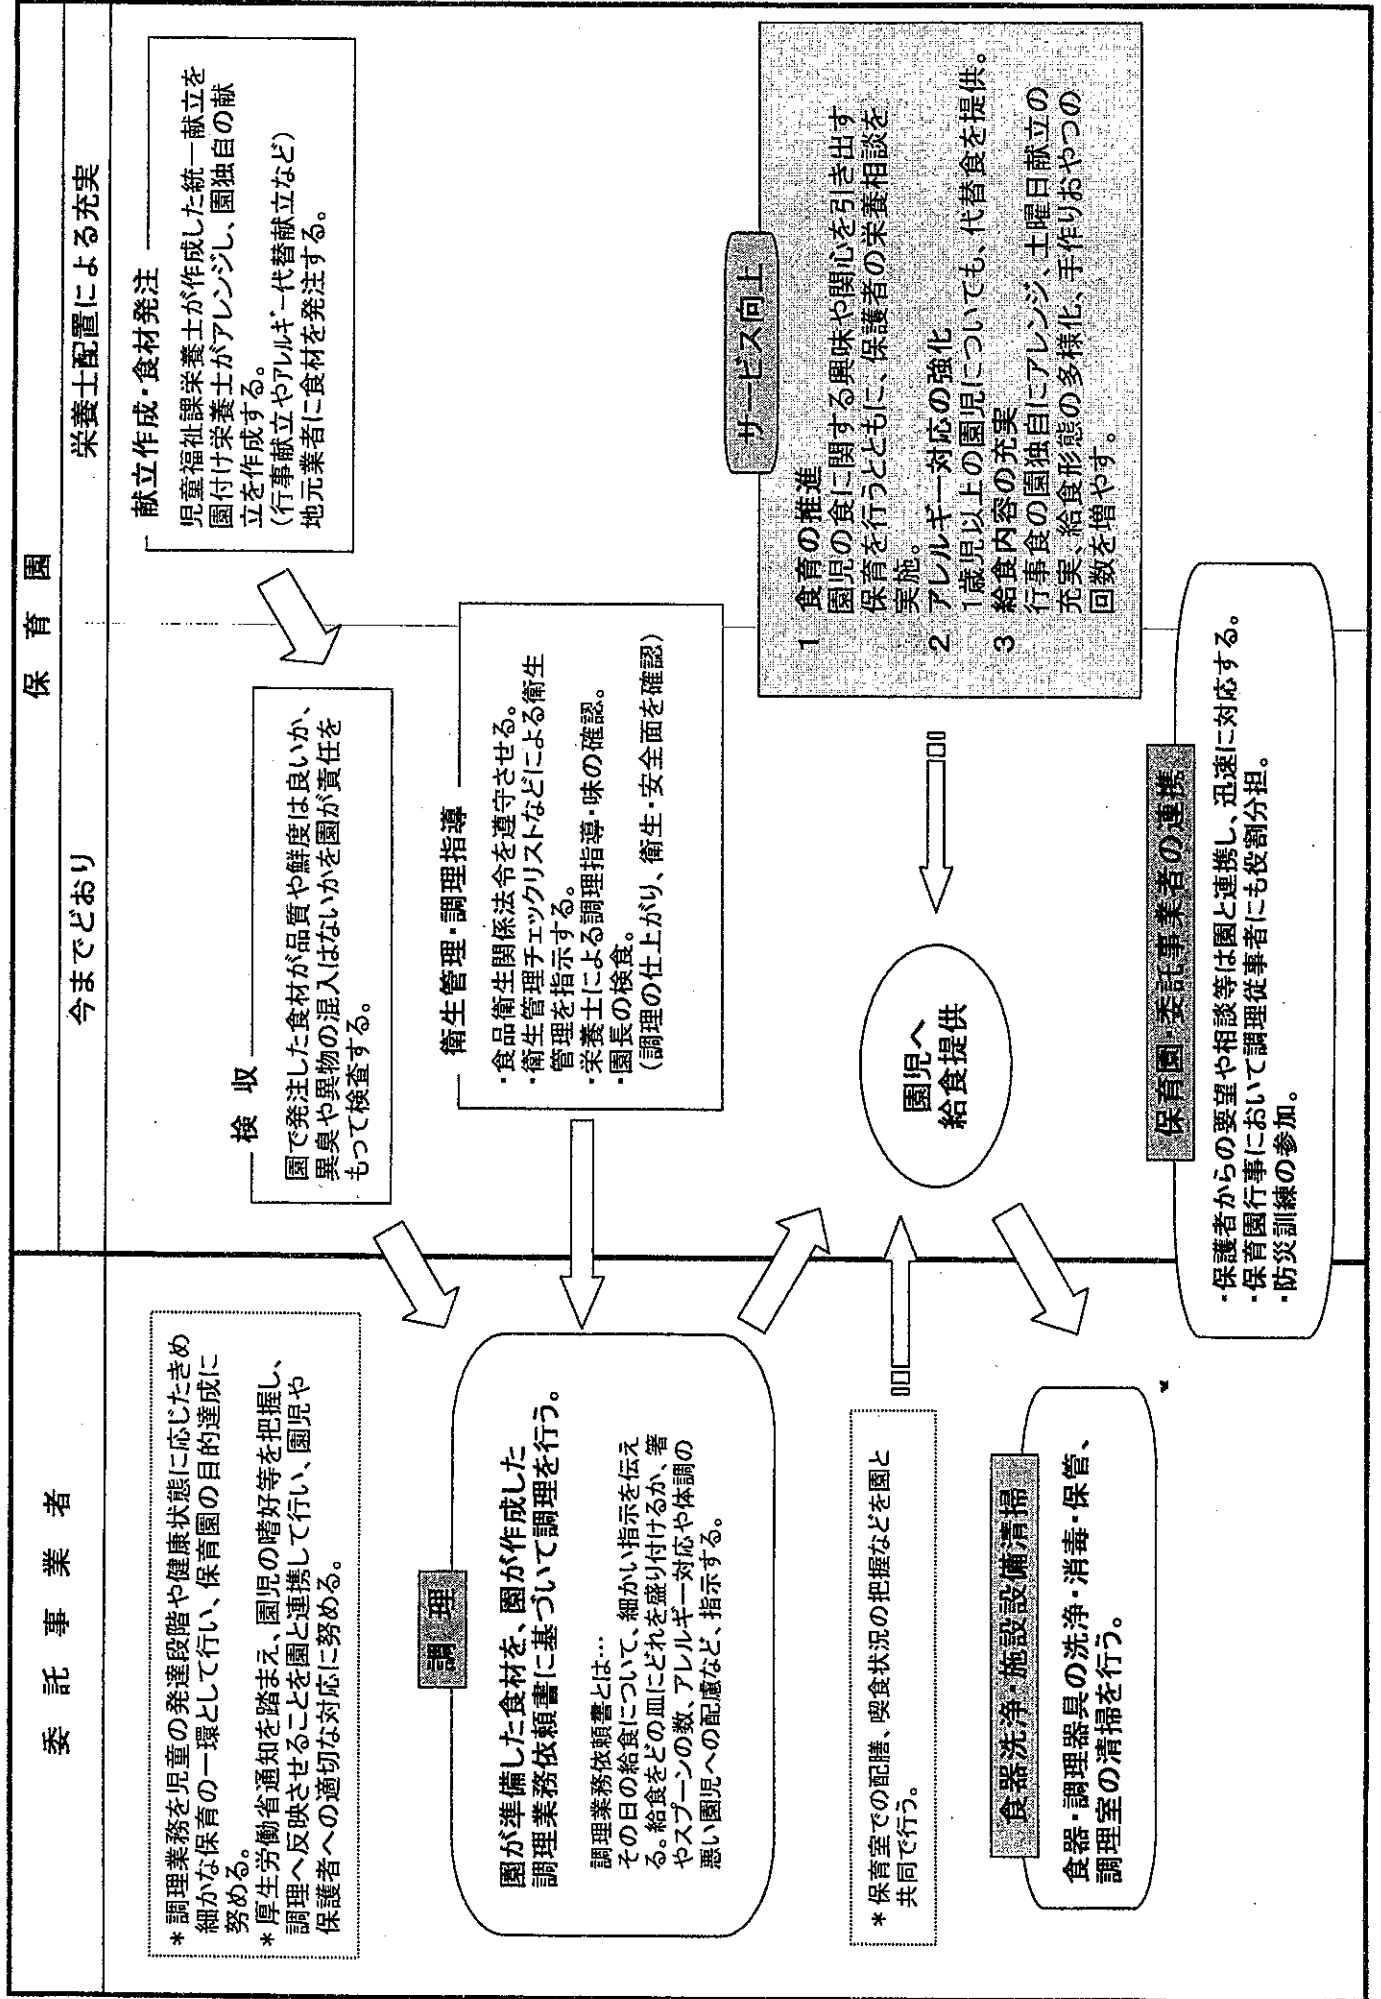 委託事業者
保育園
今までどおり
栄養士配置による充実
＊調理業務を児童の発達段階や健康状態に応じたきめ
細かな保育の一環として行い、保育園の目的達成に
努める。
＊厚生労働省通知を踏まえ、園児の嗜好等を把握し、
調理へ反映させることを園と連携して行い、園児や
保護者への適切な対応に努める。
検収
園で発注した食材が品質や鮮度は良いか、
異臭や異物の混入はないかを園が責任を
もって検査する。
献立作成・食材発注
児童福祉課栄養士が作成した統一献立を
園付け栄養士がアレンジし、園独自の献
立を作成する。
(行事献立やアレルギー代替献立など)
地元業者に食材を発注する。
調理
園が準備した食材を、園が作成した
調理業務依頼書に基づいて調理を行う。
調理業務依頼書とは…
その日の給食について、細かい指示を伝え
る。給食をどの皿にどれを盛り付けるか、箸
やスプーンの数、アレルギー対応や体調の
悪い園児への配慮など、指示する。
衛生管理・調理指導
・食品衛生関係法令を遵守させる。
・衛生管理チェックリストなどによる衛生
管理を指示する。
・栄養士による調理指導・味の確認。
・園長の検食。
(調理の仕上がり、衛生・安全面を確認)
サービス向上
1 食育の推進
園児の食に関する興味や関心を引き出す
保育を行うとともに、保護者の栄養相談を
実施。
2 アレルギー対応の強化
1歳児以上の園児についても、代替食を提供。
3 給食内容の充実
行事食の園独自にアレンジ、土曜日献立の
充実、給食形態の多様化、手作りおやつの
回数を増やす。
＊保育室での配膳、喫食状況の把握などを園と
共同で行う。
園児へ
給食提供
食器洗浄・施設設備清掃
食器・調理器具の洗浄・消毒・保管、
調理室の清掃を行う。
保育園・委託事業者の連携
・保護者からの要望や相談等は園と連携し、迅速に対応する。
・保育園行事において調理従事者にも役割分担。
・防災訓練の参加。